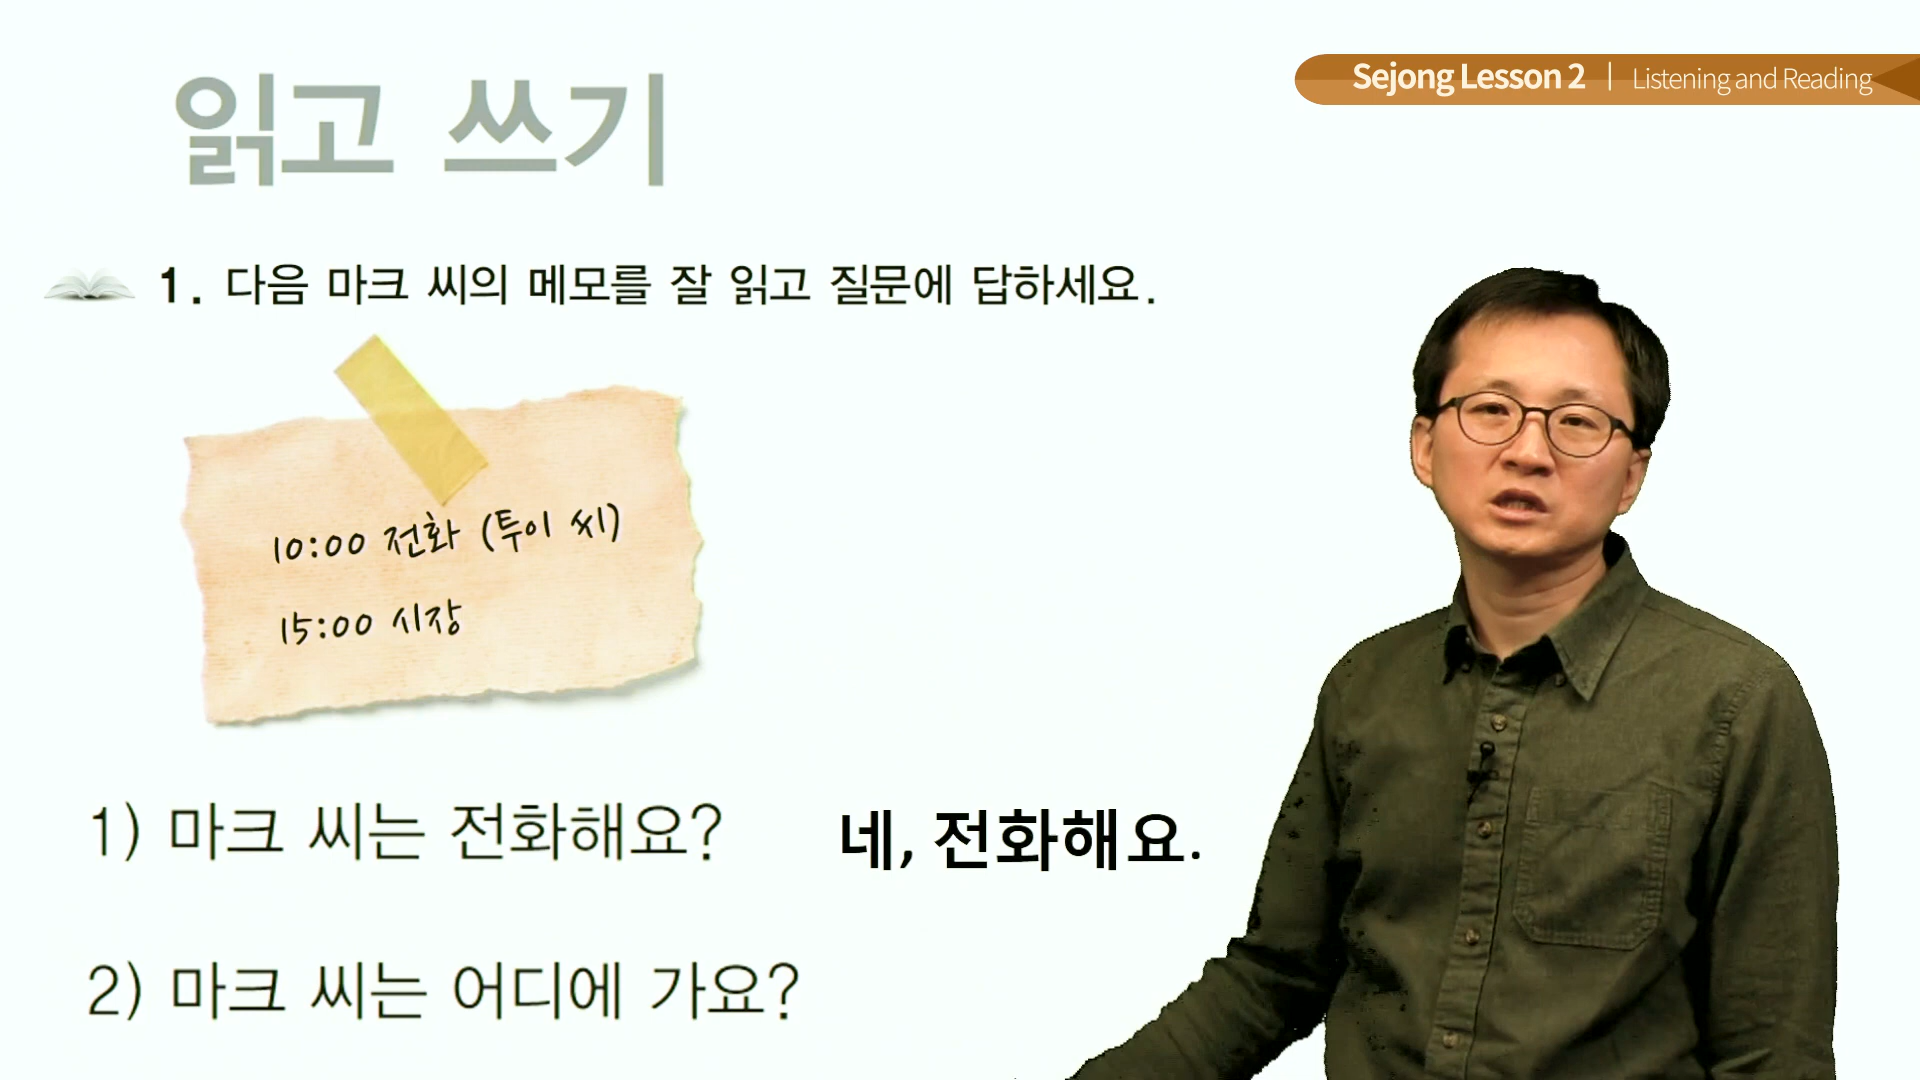 읽고 쓰기
Sejong Lesson 2 | Listening and Reading
1. 다음 마크 씨의 메모를 잘 읽고 질문에 답하세요.
10:00 전화 (투이 씨)
15:00 시장
1) 마크 씨는 전화해요? 네, 전화해요.
2) 마크 씨는 어디에 가요?